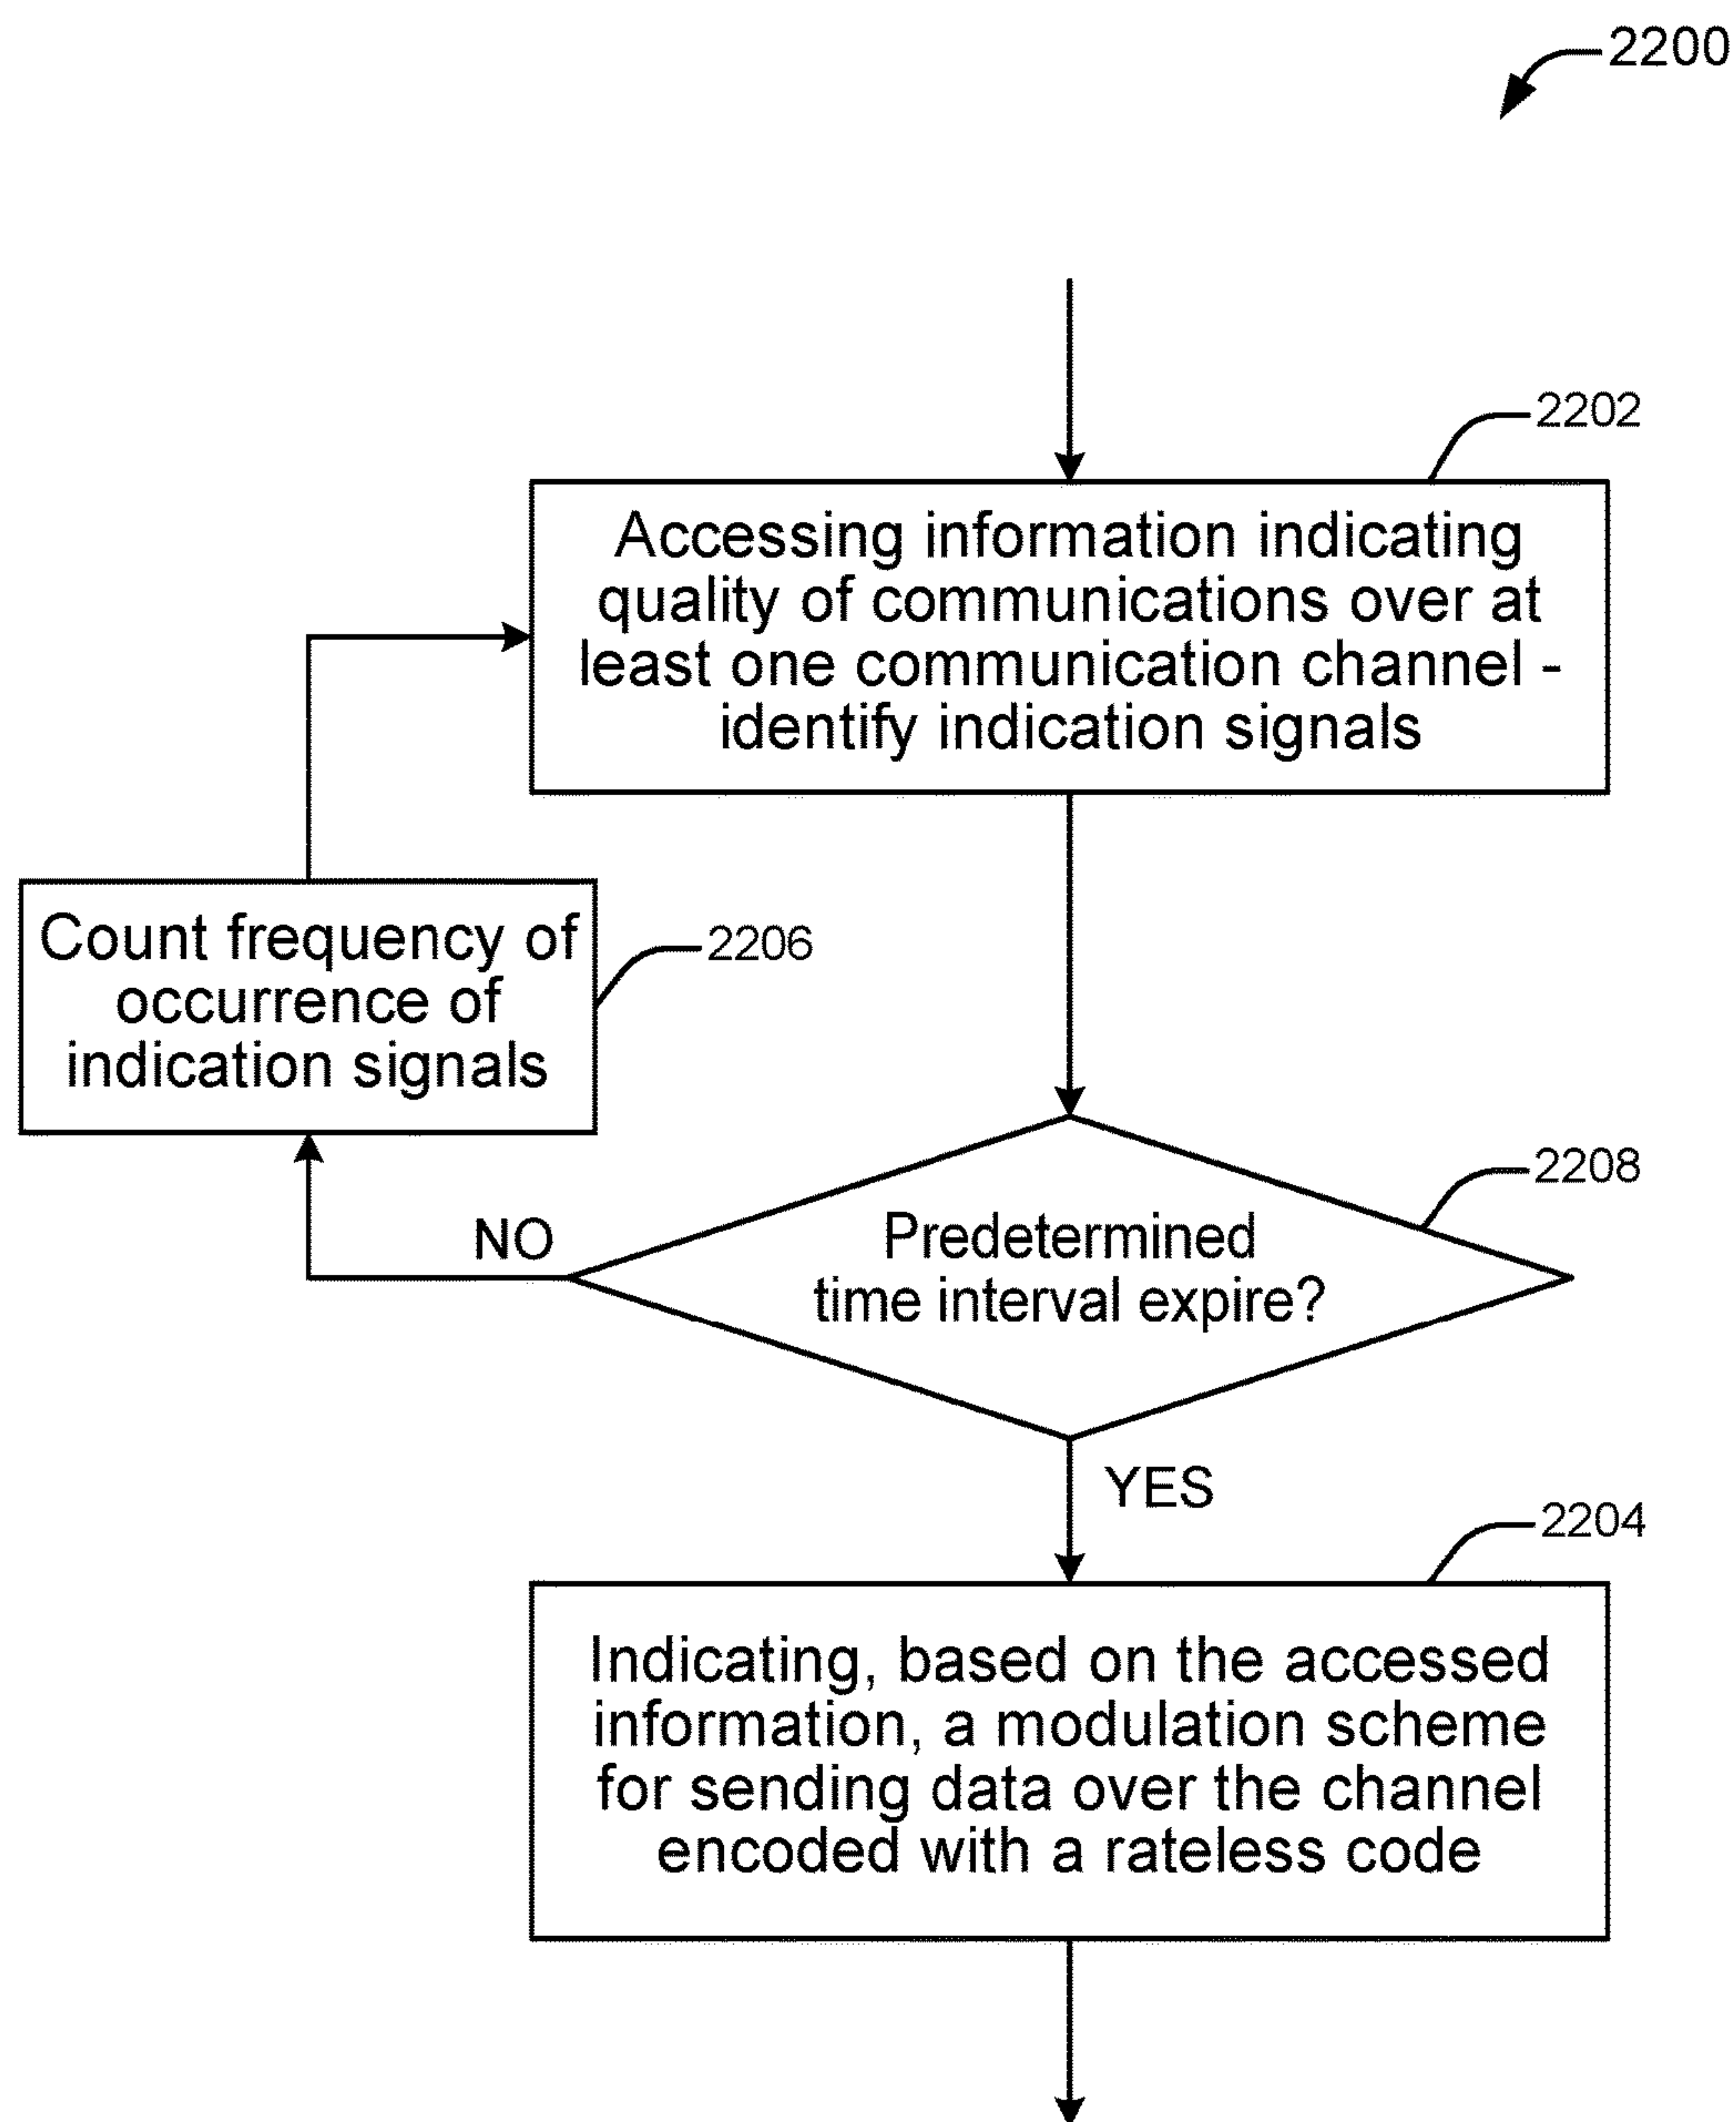 2200
2202
Accessing information indicating
quality of communications over at
least one communication channel -
identify indication signals
Count frequency of
occurrence of
indication signals
2206
2208
NO
Predetermined
time interval expire?
YES
2204
Indicating, based on the accessed
information, a modulation scheme
for sending data over the channel
encoded with a rateless code